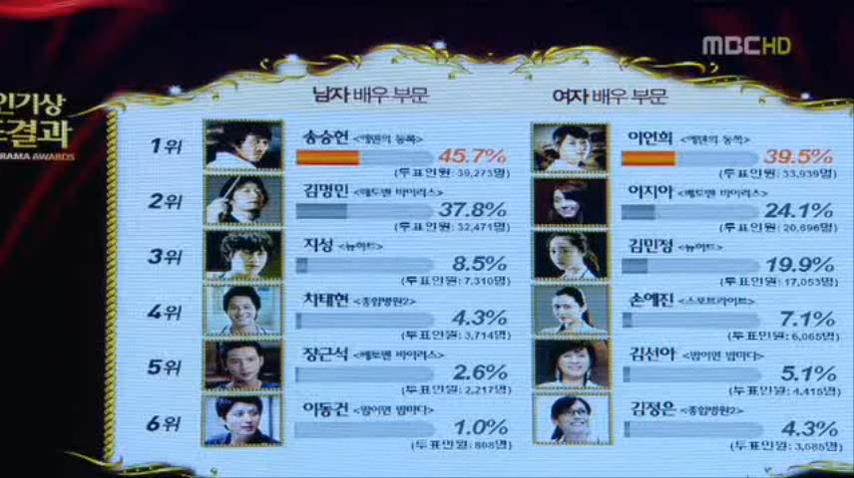 MBC HD
인기상
결과
RAMA AWARDS
남자 배우 부문
여자 배우 부문
1위
송승헌 <에덴의 동쪽>
45.7%
(투표인원: 39,273명)
이연희 <에덴의 동쪽>
39.5%
(투표인원: 33,939명)
2위
김명민 <베토벤 바이러스>
37.8%
(투표인원: 32,471명)
이지아 <베토벤 바이러스>
24.1%
(투표인원: 20,696명)
3위
지성 <뉴하트>
8.5%
(투표인원: 7,310명)
김민정 <뉴하트>
19.9%
(투표인원: 17,053명)
4위
차태현 <종합병원2>
4.3%
(투표인원: 3,714명)
손예진 <스포트라이트>
7.1%
(투표인원: 6,065명)
5위
장근석 <베토벤 바이러스>
2.6%
(투표인원: 2,217명)
김선아 <밤이면 밤마다>
5.1%
(투표인원: 4,415명)
6위
이동건 <밤이면 밤마다>
1.0%
(투표인원: 808명)
김정은 <종합병원2>
4.3%
(투표인원: 3,685명)